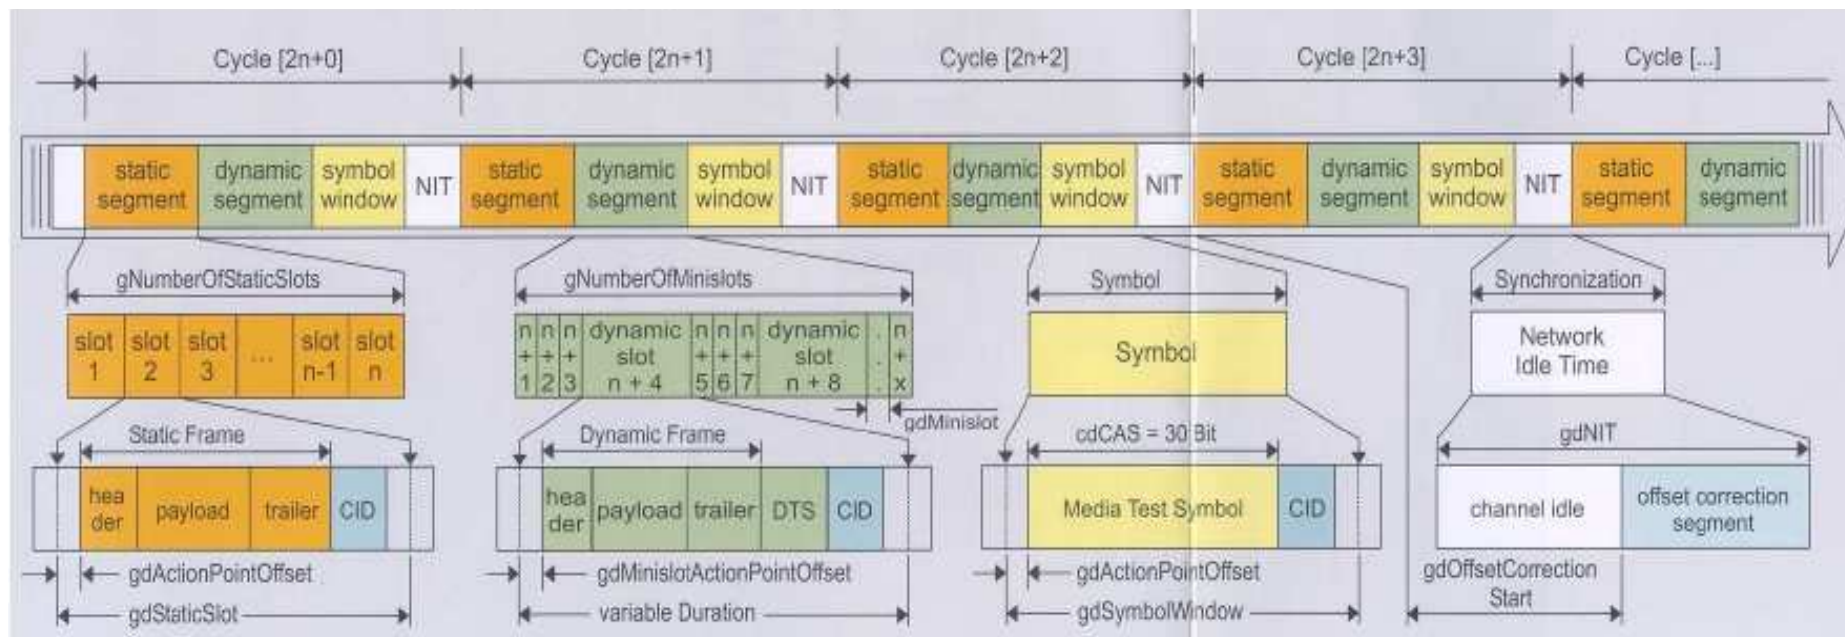 Cycle [2n+0] Cycle [2n+1] Cycle [2n+2] Cycle [2n+3] Cycle [...]
static segment dynamic segment symbol window NIT static segment dynamic segment symbol window NIT static segment dynamic segment symbol window NIT static segment dynamic segment symbol window NIT static segment dynamic segment
gNumberOfStaticSlots gNumberOfMinislots Symbol Synchronization
slot 1 slot 2 slot 3 ... slot n-1 slot n
n+1 n+2 n+3 dynamic slot n + 4 n+5 n+6 n+7 dynamic slot n + 8 . . . n+x
Symbol
Network Idle Time
gdMinislot
Static Frame Dynamic Frame cdCAS = 30 Bit gdNIT
header payload trailer CID
header payload trailer DTS CID
Media Test Symbol CID
channel idle offset correction segment
gdActionPointOffset gdMinislotActionPointOffset gdActionPointOffset gdOffsetCorrection Start
gdStaticSlot variable Duration gdSymbolWindow